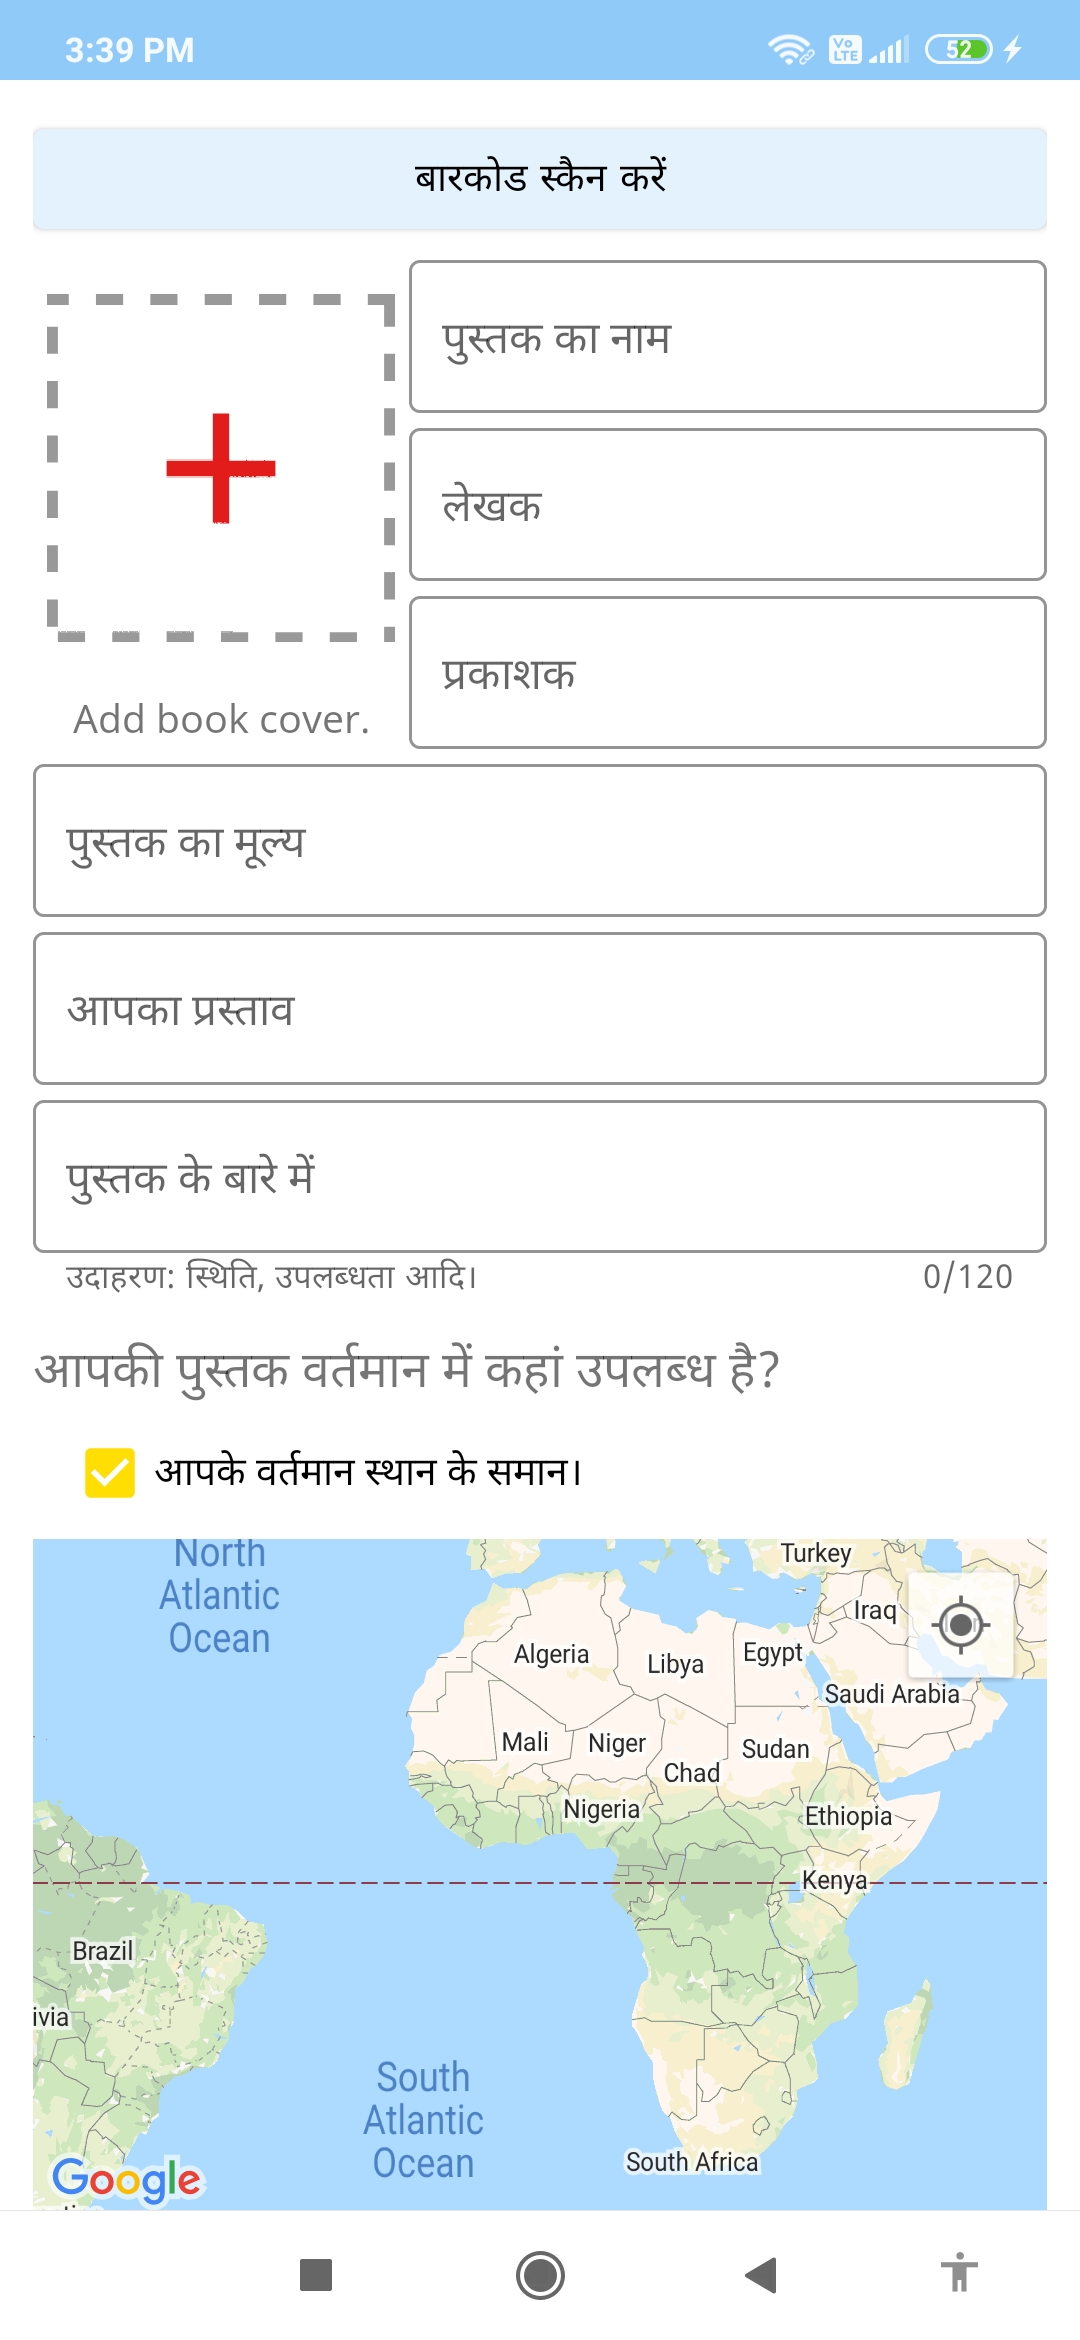 3:39 PM
Vo LTE
52
बारकोड स्कैन करें
पुस्तक का नाम
लेखक
प्रकाशक
Add book cover.
पुस्तक का मूल्य
आपका प्रस्ताव
पुस्तक के बारे में
उदाहरण: स्थिति, उपलब्धता आदि।
0/120
आपकी पुस्तक वर्तमान में कहां उपलब्ध है?
आपके वर्तमान स्थान के समान।
North
Atlantic
Ocean
Turkey
Iraq
Algeria
Libya
Egypt
Saudi Arabia
Mali
Niger
Chad
Sudan
Nigeria
Ethiopia
Kenya
Brazil
ivia
South
Atlantic
Ocean
South Africa
Google